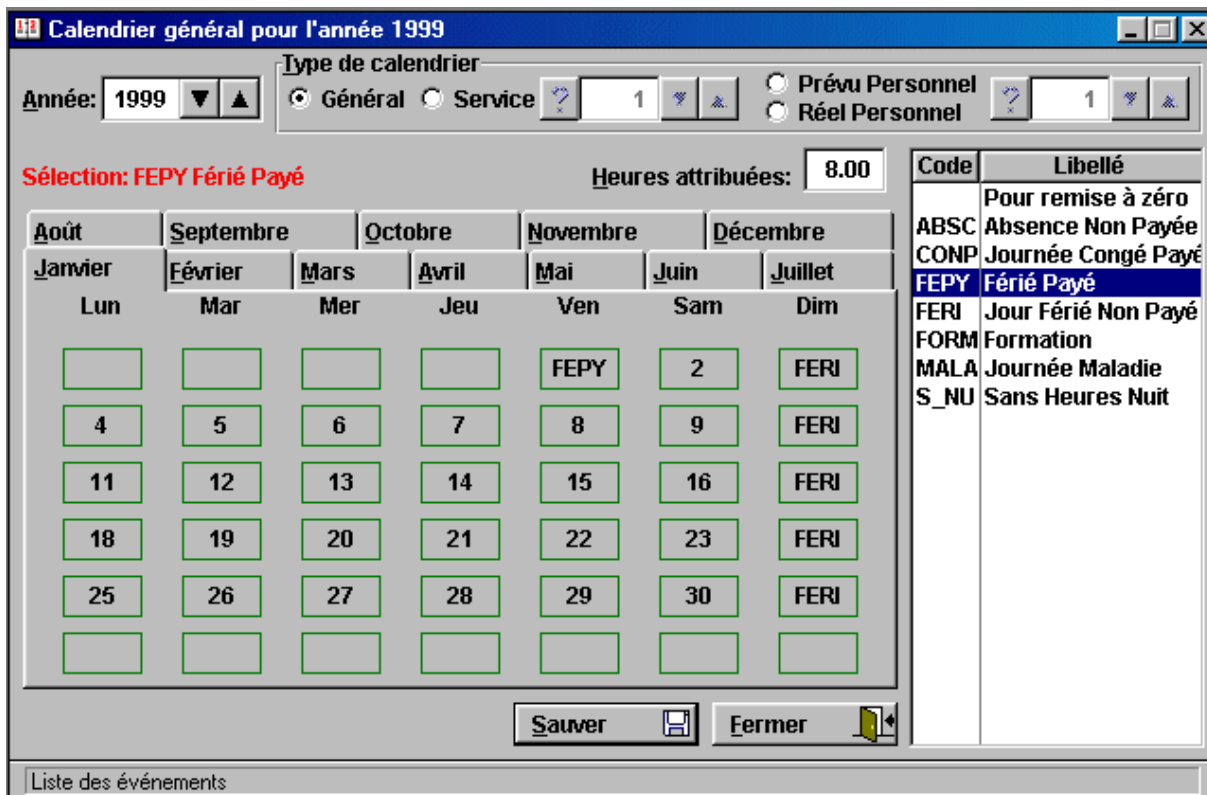 Calendrier général pour l'année 1999
Type de calendrier
Année: 1999 Général Service 1 Prévu Personnel 1
Réel Personnel
Sélection: FEPY Férié Payé Heures attribuées: 8.00
Août Septembre Octobre Novembre Décembre
Janvier Février Mars Avril Mai Juin Juillet
Lun Mar Mer Jeu Ven Sam Dim
FEPY 2 FERI
4 5 6 7 8 9 FERI
11 12 13 14 15 16 FERI
18 19 20 21 22 23 FERI
25 26 27 28 29 30 FERI
Code Libellé
Pour remise à zéro
ABSC Absence Non Payée
CONP Journée Congé Payé
FEPY Férié Payé
FERI Jour Férié Non Payé
FORM Formation
MALA Journée Maladie
S_NU Sans Heures Nuit
Sauver Fermer
Liste des événements